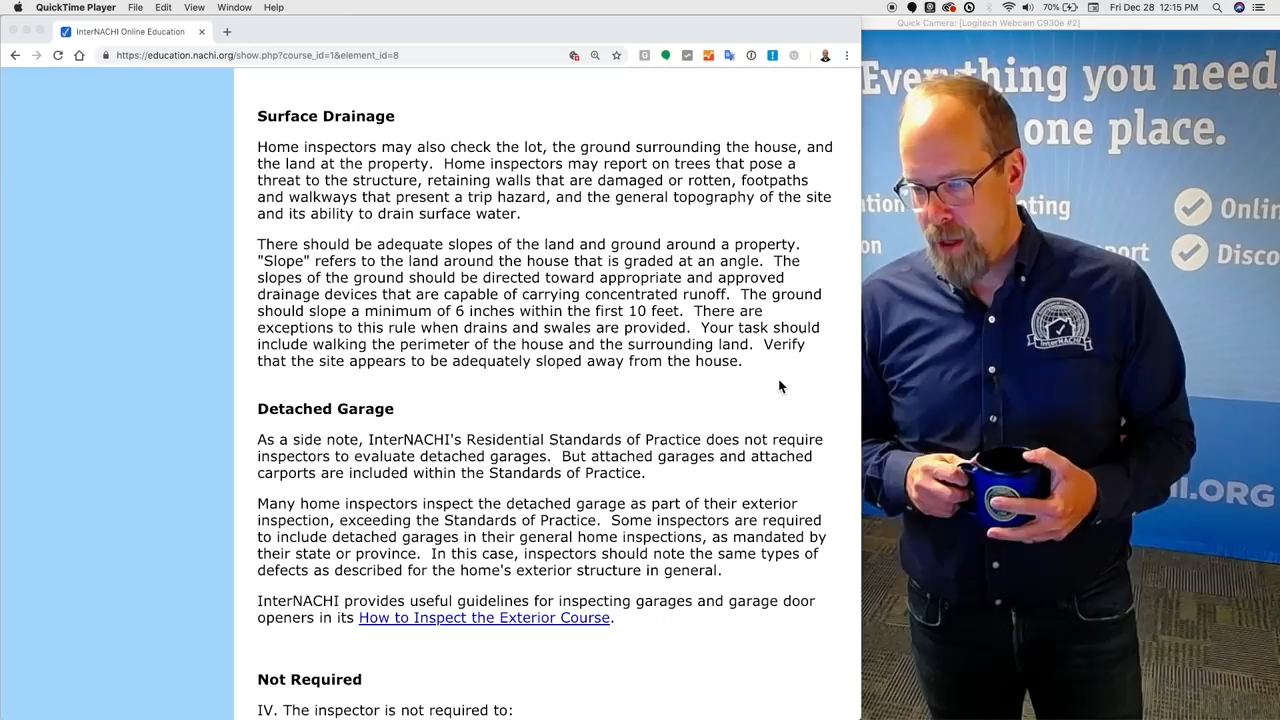 QuickTime Player File Edit View Window Help
70% Fri Dec 28 12:15 PM
InterNACHI Online Education
Quick Camera: [Logitech Webcam C930e #2]
https://education.nachi.org/show.php?course_id=1&element_id=8
Surface Drainage
Home inspectors may also check the lot, the ground surrounding the house, and
the land at the property. Home inspectors may report on trees that pose a
threat to the structure, retaining walls that are damaged or rotten, footpaths
and walkways that present a trip hazard, and the general topography of the site
and its ability to drain surface water.
There should be adequate slopes of the land and ground around a property.
"Slope" refers to the land around the house that is graded at an angle. The
slopes of the ground should be directed toward appropriate and approved
drainage devices that are capable of carrying concentrated runoff. The ground
should slope a minimum of 6 inches within the first 10 feet. There are
exceptions to this rule when drains and swales are provided. Your task should
include walking the perimeter of the house and the surrounding land. Verify
that the site appears to be adequately sloped away from the house.
Detached Garage
As a side note, InterNACHI's Residential Standards of Practice does not require
inspectors to evaluate detached garages. But attached garages and attached
carports are included within the Standards of Practice.
Many home inspectors inspect the detached garage as part of their exterior
inspection, exceeding the Standards of Practice. Some inspectors are required
to include detached garages in their general home inspections, as mandated by
their state or province. In this case, inspectors should note the same types of
defects as described for the home's exterior structure in general.
InterNACHI provides useful guidelines for inspecting garages and garage door
openers in its How to Inspect the Exterior Course.
Not Required
IV. The inspector is not required to:
Everything you need,
one place.
InterNACHI
.ORG